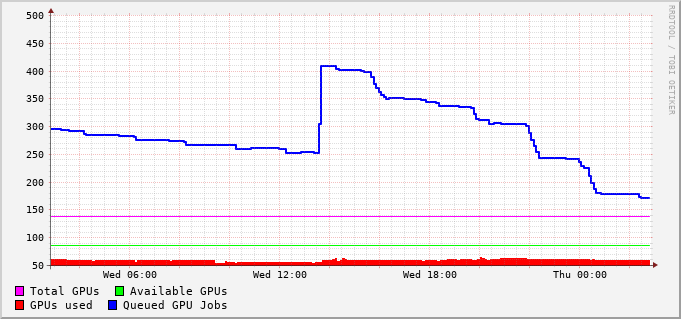 500
450
400
350
300
250
200
150
100
50
Wed 06:00 Wed 12:00 Wed 18:00 Thu 00:00
Total GPUs Available GPUs
GPUs used Queued GPU Jobs
RRDTOOL / TOBI OETIKER